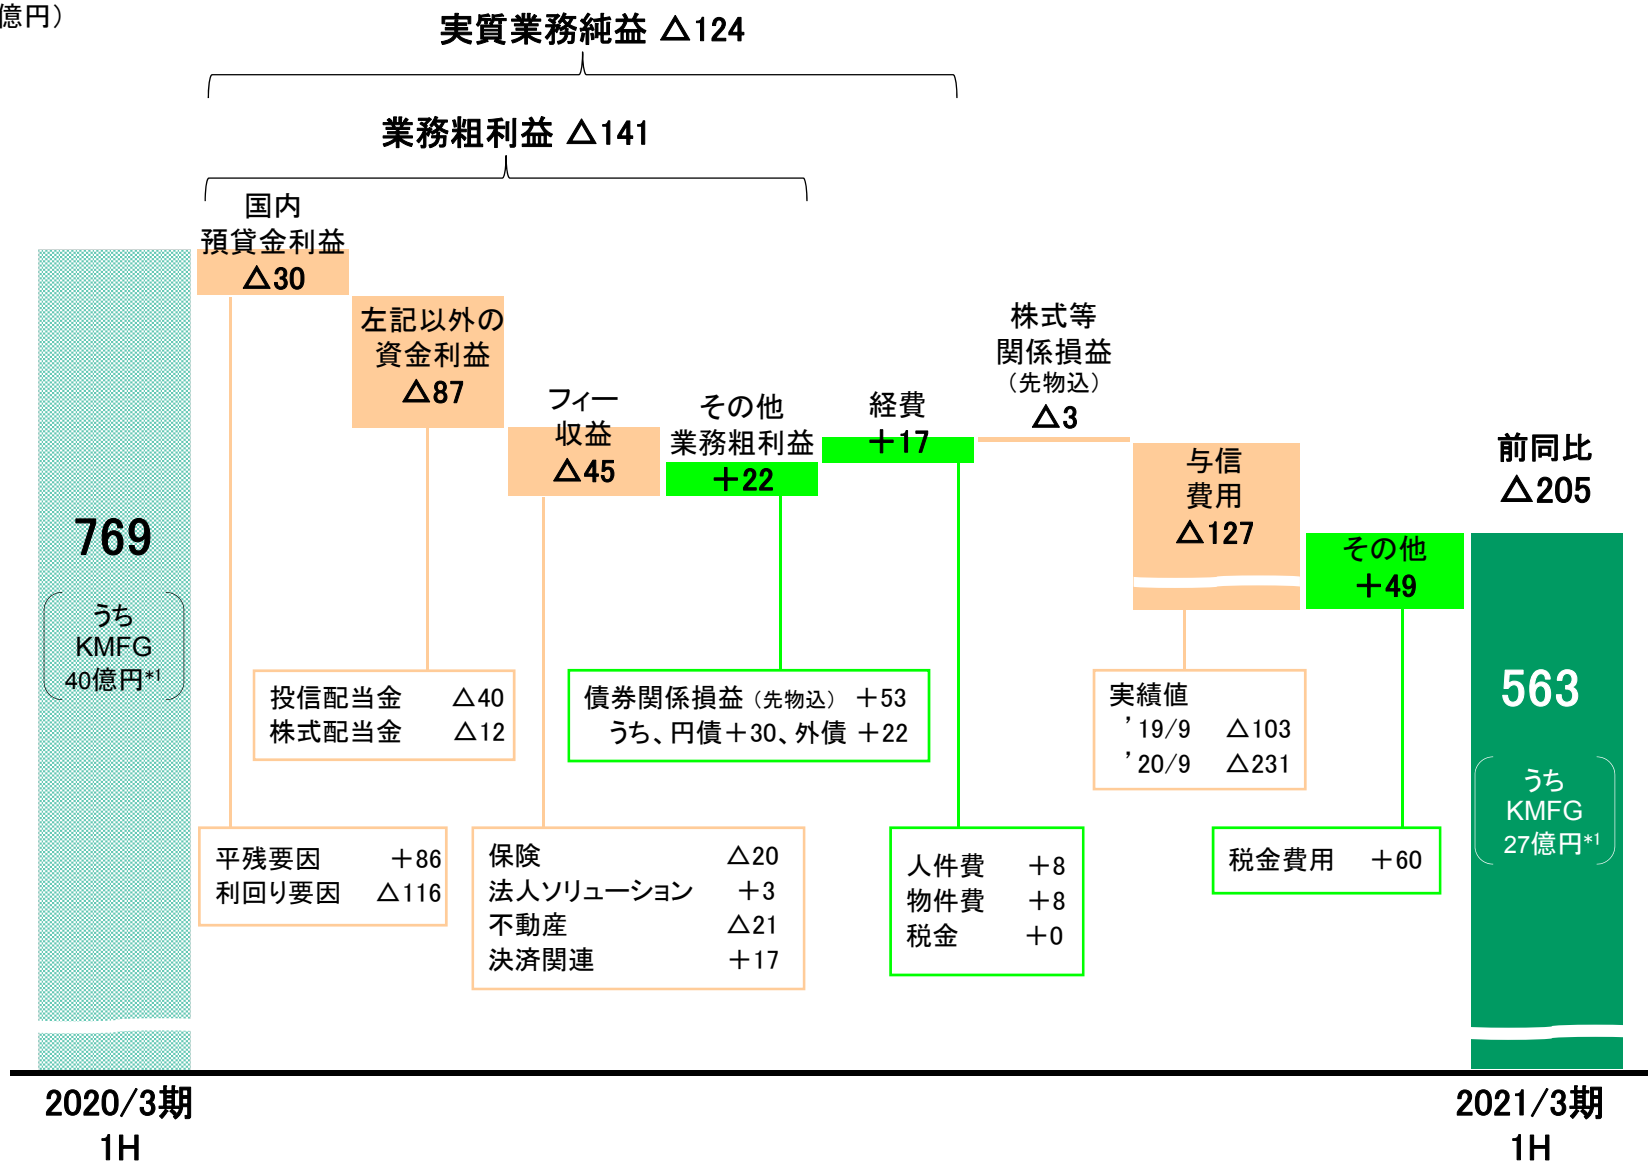 億円）
実質業務純益 △124
業務粗利益 △141
国内
預貸金利益
△30
左記以外の
資金利益
△87
フィー
収益
△45
その他
業務粗利益
＋22
経費
＋17
株式等
関係損益
（先物込）
△3
与信
費用
△127
その他
＋49
前同比
△205
769
うち
KMFG
40億円*1
563
うち
KMFG
27億円*1
投信配当金 △40
株式配当金 △12
債券関係損益（先物込） ＋53
うち、円債＋30、外債 ＋22
実績値
’19/9 △103
’20/9 △231
平残要因 ＋86
利回り要因 △116
保険 △20
法人ソリューション ＋3
不動産 △21
決済関連 ＋17
人件費 ＋8
物件費 ＋8
税金 ＋0
税金費用 ＋60
2020/3期
1H
2021/3期
1H